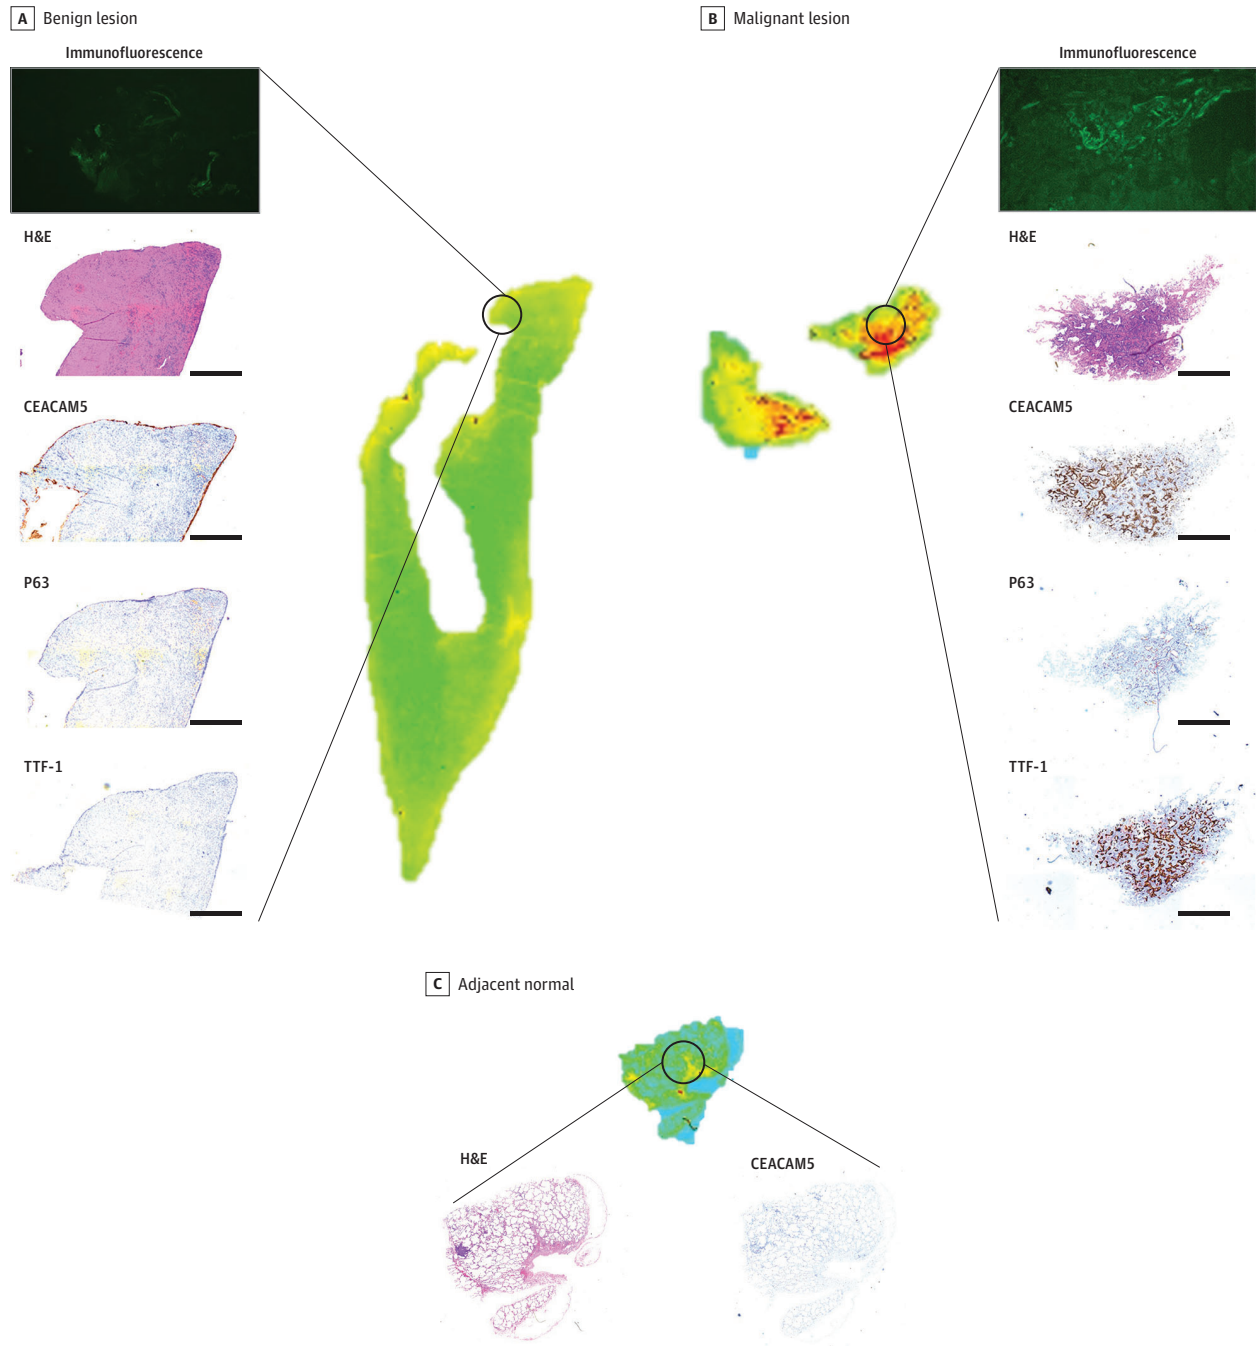 A Benign lesion
Immunofluorescence
H&E
CEACAM5
P63
TTF-1
B Malignant lesion
Immunofluorescence
H&E
CEACAM5
P63
TTF-1
C Adjacent normal
H&E
CEACAM5